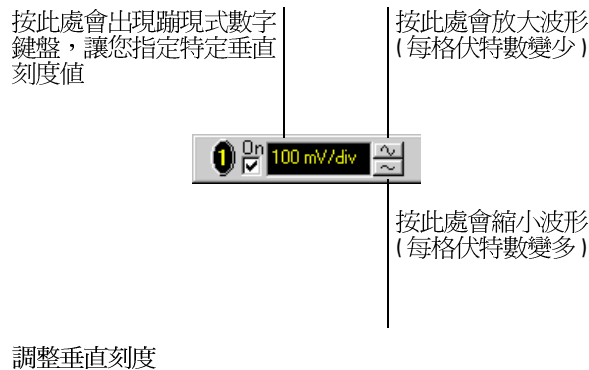 按此處會出現蹦現式數字
鍵盤，讓您指定特定垂直
刻度值
按此處會放大波形
(每格伏特數變少)
1
On
100 mV/div
按此處會縮小波形
(每格伏特數變多)
調整垂直刻度